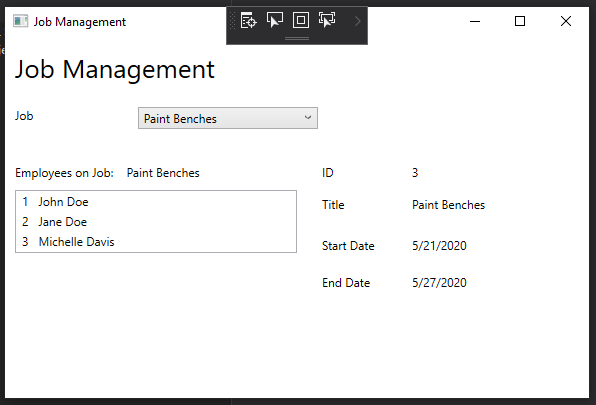 Job Management
Job Management
Job Paint Benches
Employees on Job: Paint Benches
1 John Doe
2 Jane Doe
3 Michelle Davis
ID 3
Title Paint Benches
Start Date 5/21/2020
End Date 5/27/2020